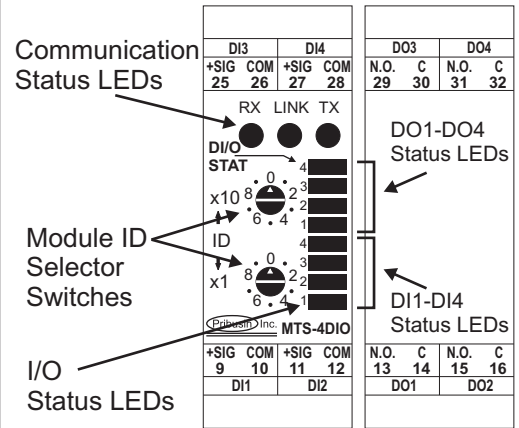 Communication
Status LEDs
DI3 DI4
+SIG COM +SIG COM
25 26 27 28
DO3 DO4
N.O. C N.O. C
29 30 31 32
RX LINK TX
DI/O
STAT
DO1-DO4
Status LEDs
4
3
2
1
4
3
2
1
x10
0
8 2
6 4
ID
x1
0
8 2
6 4
Module ID
Selector
Switches
DI1-DI4
Status LEDs
Pribusin Inc. MTS-4DIO
I/O
Status LEDs
+SIG COM +SIG COM
9 10 11 12
DI1 DI2
N.O. C N.O. C
13 14 15 16
DO1 DO2